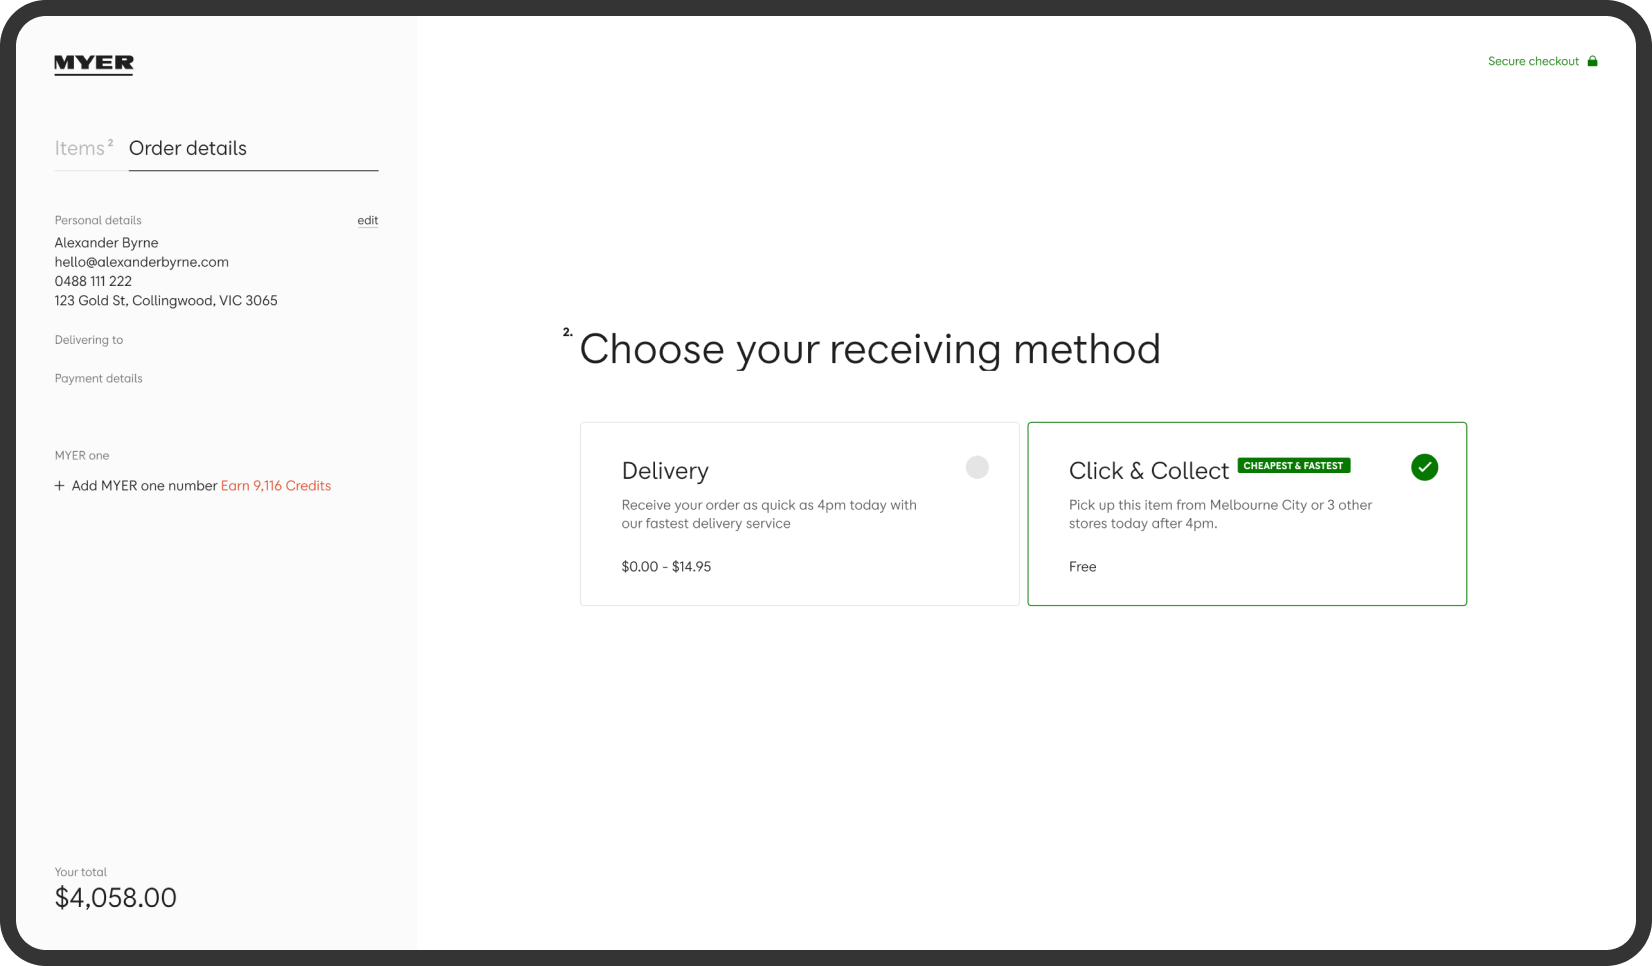 MYER
Secure checkout
Items 2 Order details
Personal details edit
Alexander Byrne
hello@alexanderbyrne.com
0488 111 222
123 Gold St, Collingwood, VIC 3065
Delivering to
Payment details
MYER one
+ Add MYER one number Earn 9,116 Credits
Your total
$4,058.00
2. Choose your receiving method
Delivery
Receive your order as quick as 4pm today with
our fastest delivery service
$0.00 - $14.95
Click & Collect CHEAPEST & FASTEST
Pick up this item from Melbourne City or 3 other
stores today after 4pm.
Free